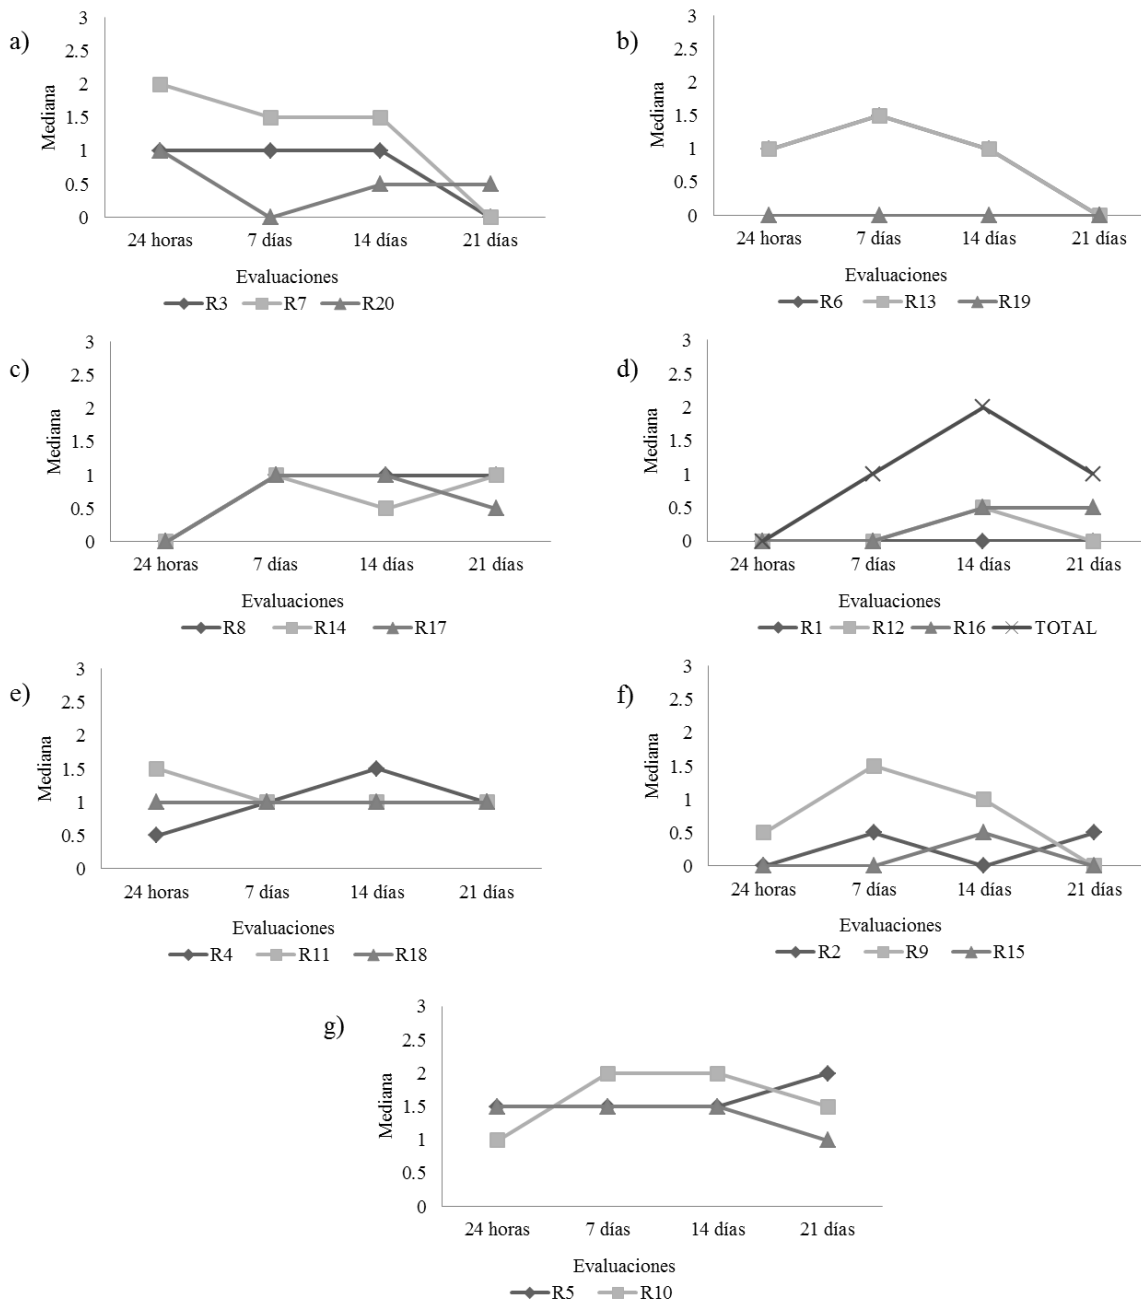 a)
3
2.5
2
1.5
1
0.5
0
Mediana
24 horas 7 días 14 días 21 días
Evaluaciones
R3 R7 R20
b)
3
2.5
2
1.5
1
0.5
0
Mediana
24 horas 7 días 14 días 21 días
Evaluaciones
R6 R13 R19
c)
3
2.5
2
1.5
1
0.5
0
Mediana
24 horas 7 días 14 días 21 días
Evaluaciones
R8 R14 R17
d)
3
2.5
2
1.5
1
0.5
0
Mediana
24 horas 7 días 14 días 21 días
Evaluaciones
R1 R12 R16 TOTAL
e)
3
2.5
2
1.5
1
0.5
0
Mediana
24 horas 7 días 14 días 21 días
Evaluaciones
R4 R11 R18
f)
3
2.5
2
1.5
1
0.5
0
Mediana
24 horas 7 días 14 días 21 días
Evaluaciones
R2 R9 R15
g)
3
2.5
2
1.5
1
0.5
0
Mediana
24 horas 7 días 14 días 21 días
Evaluaciones
R5 R10